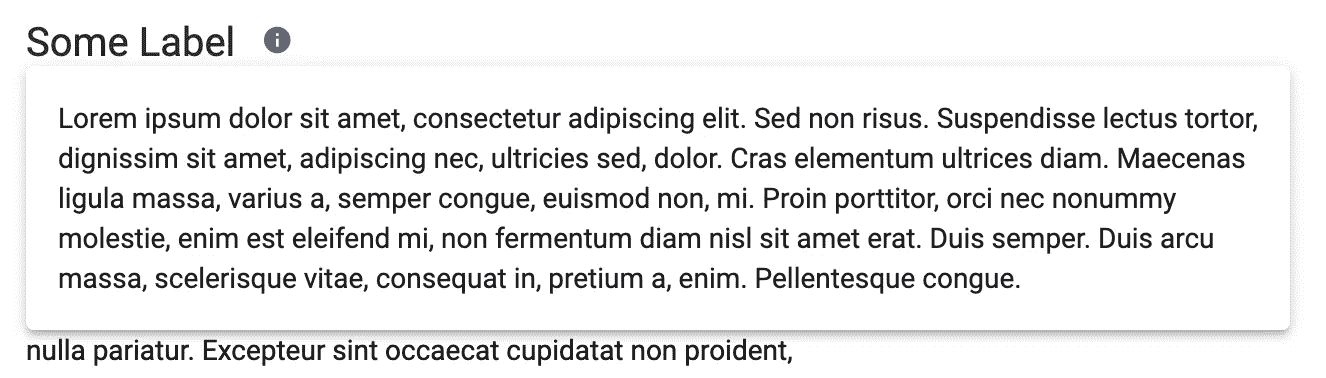 Some Label
Lorem ipsum dolor sit amet, consectetur adipiscing elit. Sed non risus. Suspendisse lectus tortor,
dignissim sit amet, adipiscing nec, ultricies sed, dolor. Cras elementum ultrices diam. Maecenas
ligula massa, varius a, semper congue, euismod non, mi. Proin porttitor, orci nec nonummy
molestie, enim est eleifend mi, non fermentum diam nisl sit amet erat. Duis semper. Duis arcu
massa, scelerisque vitae, consequat in, pretium a, enim. Pellentesque congue.
nulla pariatur. Excepteur sint occaecat cupidatat non proident,